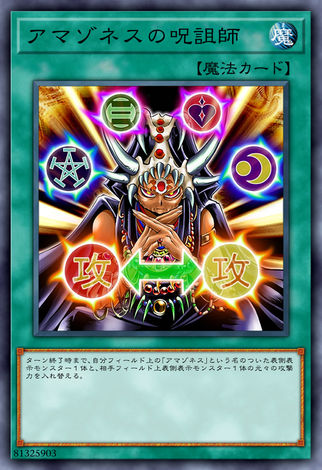 アマゾネスの呪詛師
魔
【魔法カード】
攻 攻
ターン終了時まで、自分フィールド上の「アマゾネス」という名のついた表側表
示モンスター１体と、相手フィールド上表側表示モンスター１体の元々の攻撃
力を入れ替える。
81325903